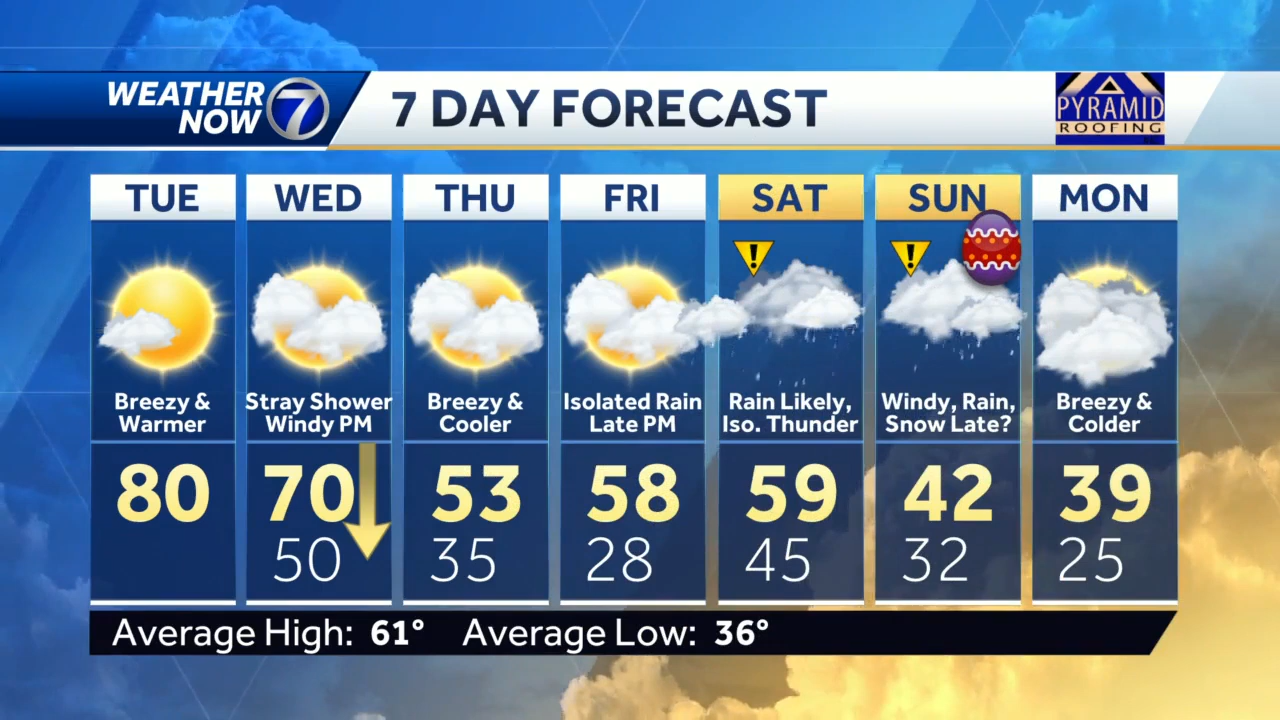 WEATHER
NOW 7
7 DAY FORECAST
PYRAMID
ROOFING
TUE
WED
THU
FRI
SAT
SUN
MON
!
!
Breezy &
Warmer
Stray Shower
Windy PM
Breezy &
Cooler
Isolated Rain
Late PM
Rain Likely,
Iso. Thunder
Windy, Rain,
Snow Late?
Breezy &
Colder
80
70
53
58
59
42
39
50
35
28
45
32
25
Average High: 61° Average Low: 36°